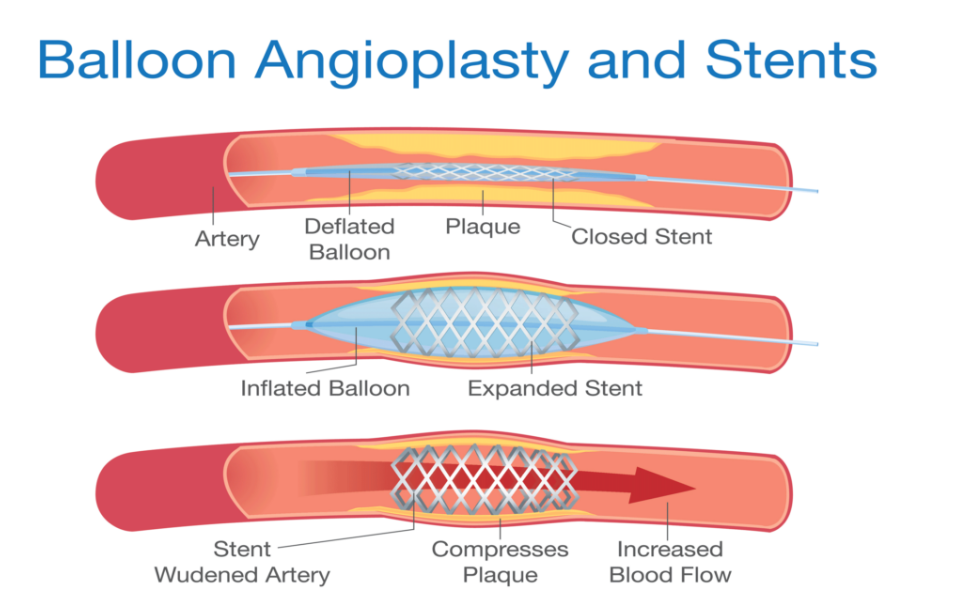 Balloon Angioplasty and Stents
Artery
Deflated
Balloon
Plaque
Closed Stent
Inflated Balloon
Expanded Stent
Stent
Wudened Artery
Compresses
Plaque
Increased
Blood Flow